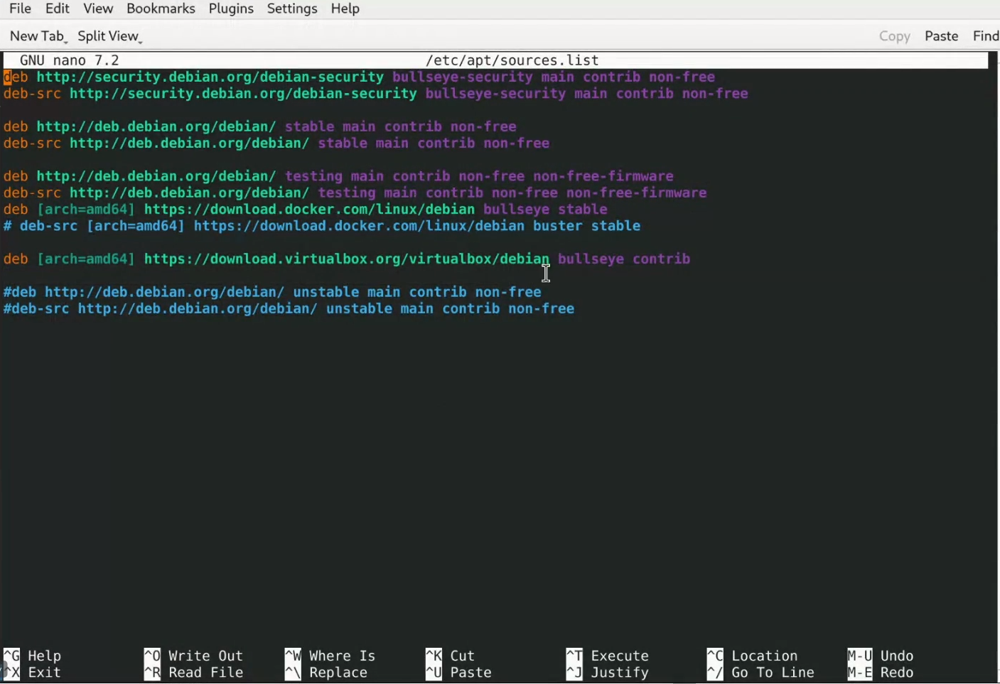 File Edit View Bookmarks Plugins Settings Help
New Tab Split View Copy Paste Find
GNU nano 7.2 /etc/apt/sources.list
deb http://security.debian.org/debian-security bullseye-security main contrib non-free
deb-src http://security.debian.org/debian-security bullseye-security main contrib non-free
deb http://deb.debian.org/debian/ stable main contrib non-free
deb-src http://deb.debian.org/debian/ stable main contrib non-free
deb http://deb.debian.org/debian/ testing main contrib non-free non-free-firmware
deb-src http://deb.debian.org/debian/ testing main contrib non-free non-free-firmware
deb [arch=amd64] https://download.docker.com/linux/debian bullseye stable
# deb-src [arch=amd64] https://download.docker.com/linux/debian buster stable
deb [arch=amd64] https://download.virtualbox.org/virtualbox/debian bullseye contrib
#deb http://deb.debian.org/debian/ unstable main contrib non-free
#deb-src http://deb.debian.org/debian/ unstable main contrib non-free
^G Help ^O Write Out ^W Where Is ^K Cut ^T Execute ^C Location M-U Undo
^X Exit ^R Read File ^\ Replace ^U Paste ^J Justify ^/ Go To Line M-E Redo